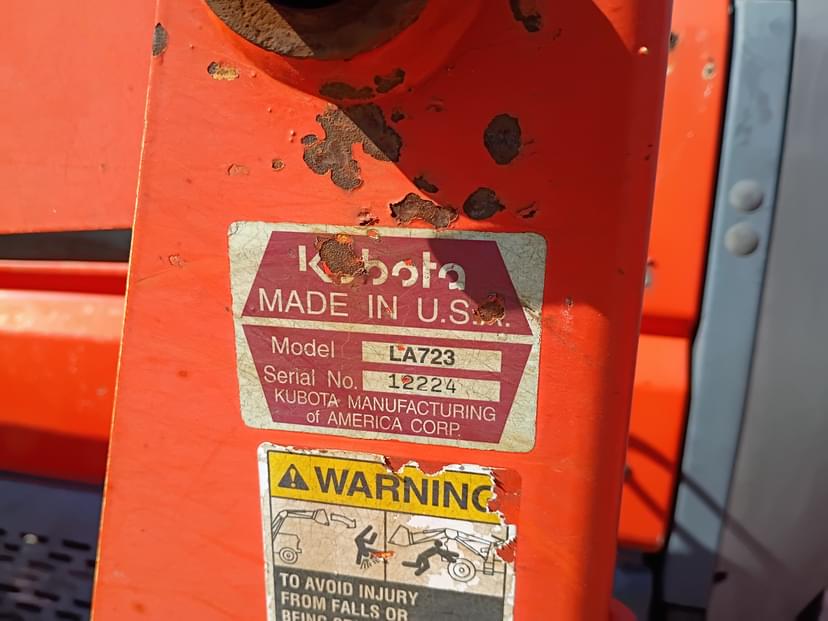 Kubota
MADE IN U.S.A.
Model LA723
Serial No. 12224
KUBOTA MANUFACTURING
of AMERICA CORP.
WARNING
TO AVOID INJURY
FROM FALLS OR
BEING